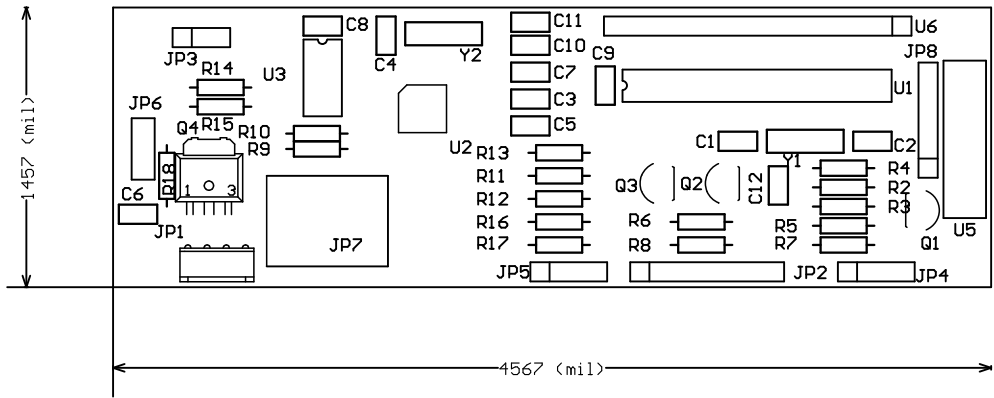 C11
C8
U6
C10
JP3
Y2
C9
JP8
C4
R14
U3
C7
U1
C3
JP6
Q4
R15
R10
C5
1457 (mil)
R9
U2
C1
C2
R13
1
R4
R18
R11
Q3
Q2
C12
R2
1 3
C6
R12
R3
R16
R6
R5
JP1
U5
JP7
R17
R8
R7
Q1
JP5
JP2
JP4
4567 (mil)